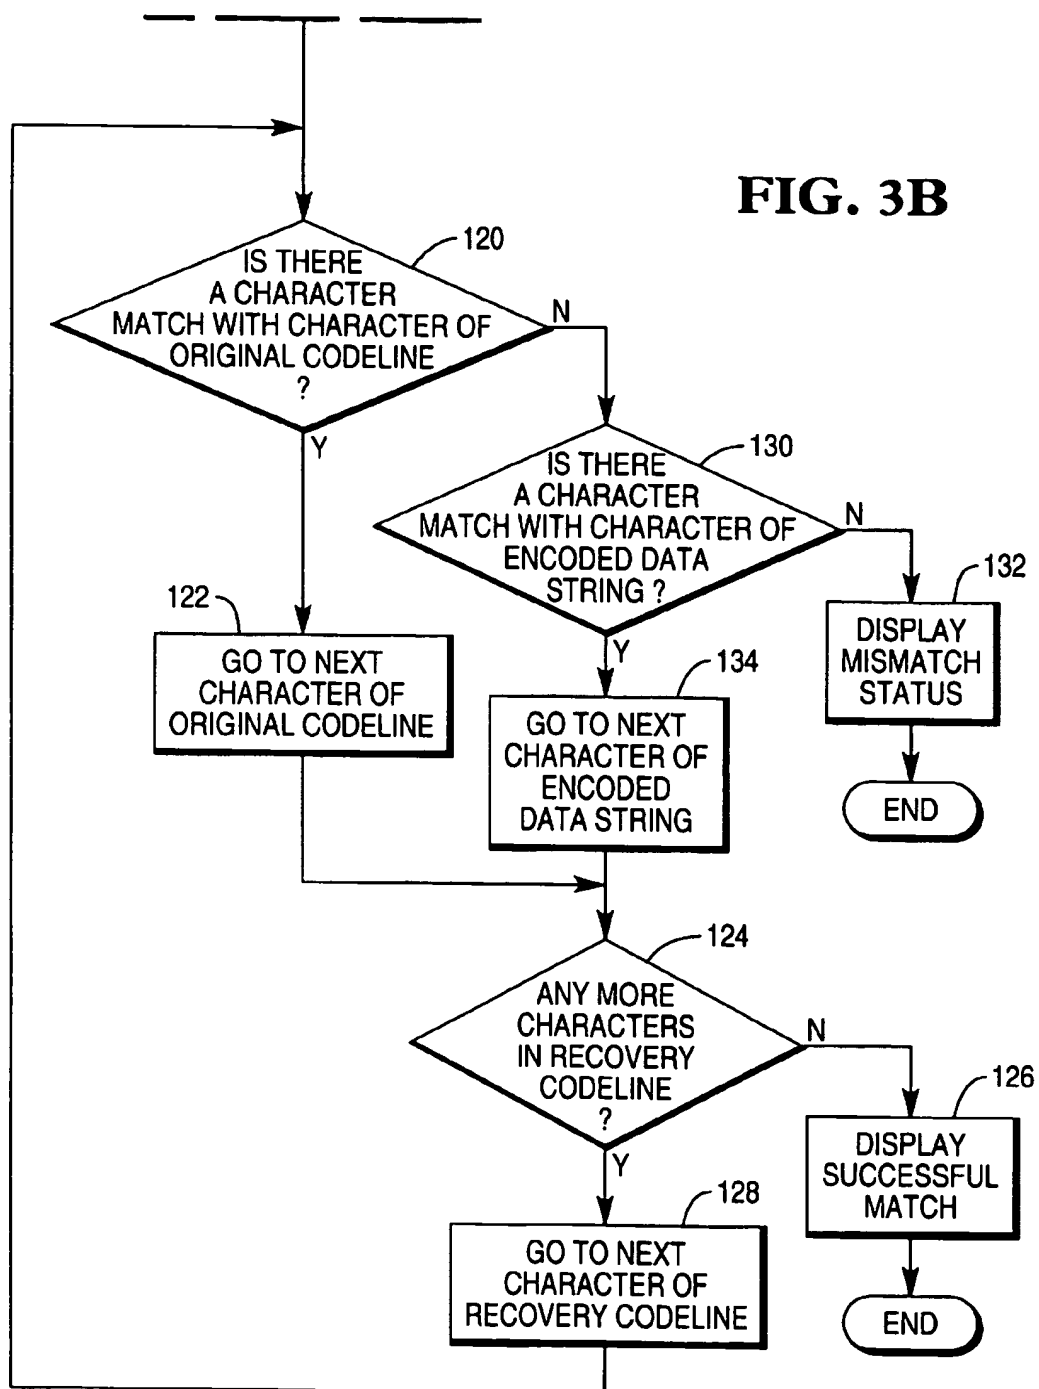 FIG. 3B
120
IS THERE
A CHARACTER
MATCH WITH CHARACTER OF
ORIGINAL CODELINE
?
N
Y
130
IS THERE
A CHARACTER
MATCH WITH CHARACTER OF
ENCODED DATA
STRING ?
N
Y
122
GO TO NEXT
CHARACTER OF
ORIGINAL CODELINE
132
DISPLAY
MISMATCH
STATUS
END
134
GO TO NEXT
CHARACTER OF
ENCODED
DATA STRING
124
ANY MORE
CHARACTERS
IN RECOVERY
CODELINE
?
N
Y
126
DISPLAY
SUCCESSFUL
MATCH
END
128
GO TO NEXT
CHARACTER OF
RECOVERY CODELINE